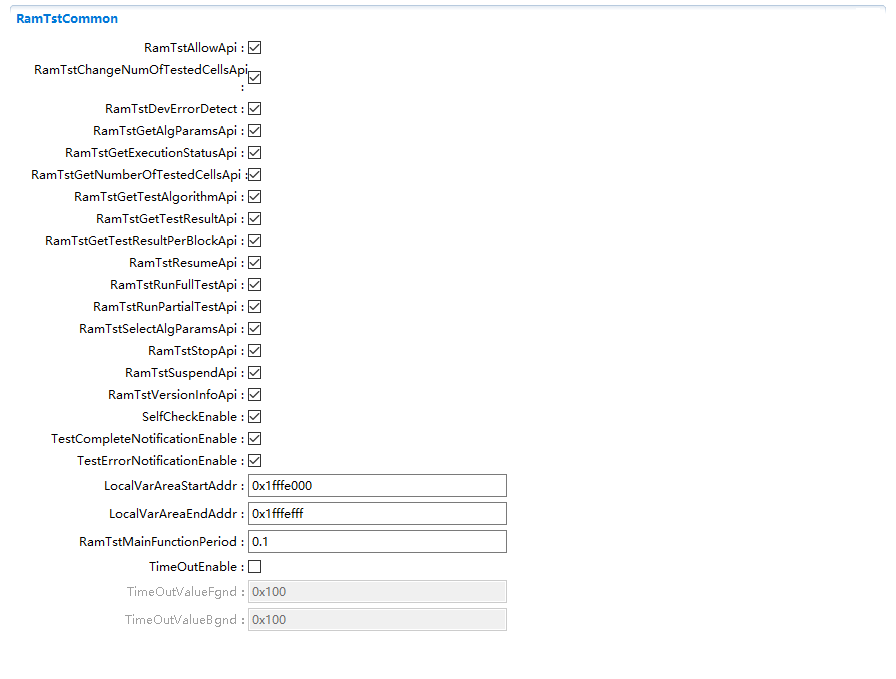 RamTstCommon
RamTstAllowApi :
RamTstChangeNumOfTestedCellsApi
:
RamTstDevErrorDetect :
RamTstGetAlgParamsApi :
RamTstGetExecutionStatusApi :
RamTstGetNumberOfTestedCellsApi :
RamTstGetTestAlgorithmApi :
RamTstGetTestResultApi :
RamTstGetTestResultPerBlockApi :
RamTstResumeApi :
RamTstRunFullTestApi :
RamTstRunPartialTestApi :
RamTstSelectAlgParamsApi :
RamTstStopApi :
RamTstSuspendApi :
RamTstVersionInfoApi :
SelfCheckEnable :
TestCompleteNotificationEnable :
TestErrorNotificationEnable :
LocalVarAreaStartAddr : 0x1fffe000
LocalVarAreaEndAddr : 0x1fffefff
RamTstMainFunctionPeriod : 0.1
TimeOutEnable :
TimeOutValueFgnd : 0x100
TimeOutValueBgnd : 0x100